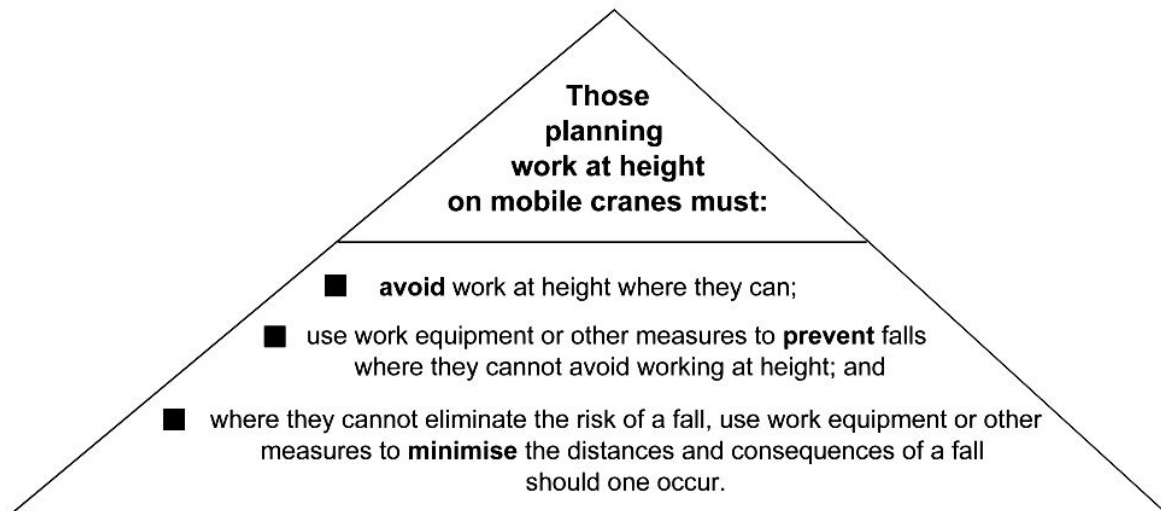 Those
planning
work at height
on mobile cranes must:
■ avoid work at height where they can;
■ use work equipment or other measures to prevent falls
where they cannot avoid working at height; and
■ where they cannot eliminate the risk of a fall, use work equipment or other
measures to minimise the distances and consequences of a fall
should one occur.